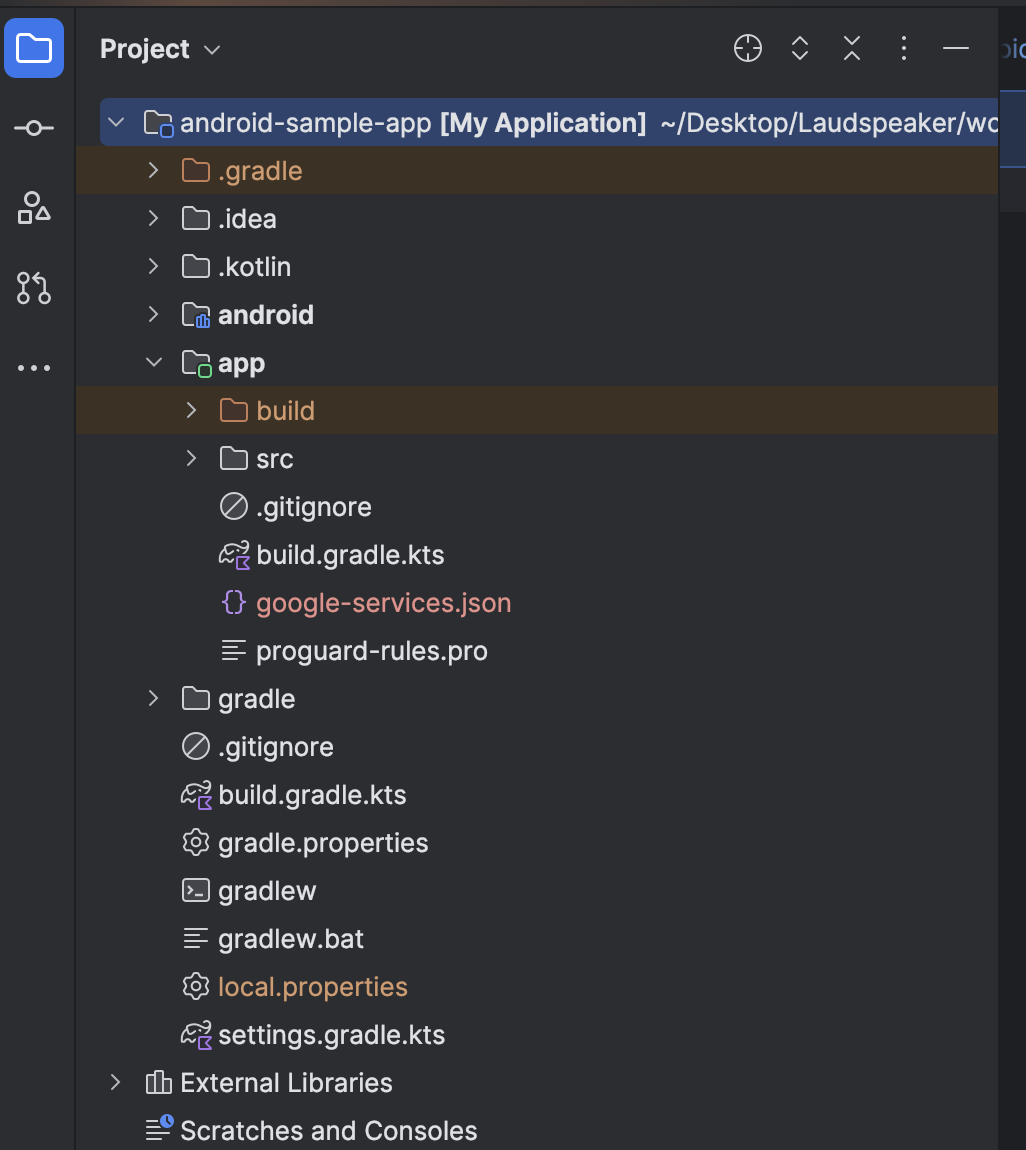 Project
android-sample-app [My Application] ~/Desktop/Laudspeaker/wo
.gradle
.idea
.kotlin
android
app
build
src
.gitignore
build.gradle.kts
google-services.json
proguard-rules.pro
gradle
.gitignore
build.gradle.kts
gradle.properties
gradlew
gradlew.bat
local.properties
settings.gradle.kts
External Libraries
Scratches and Consoles